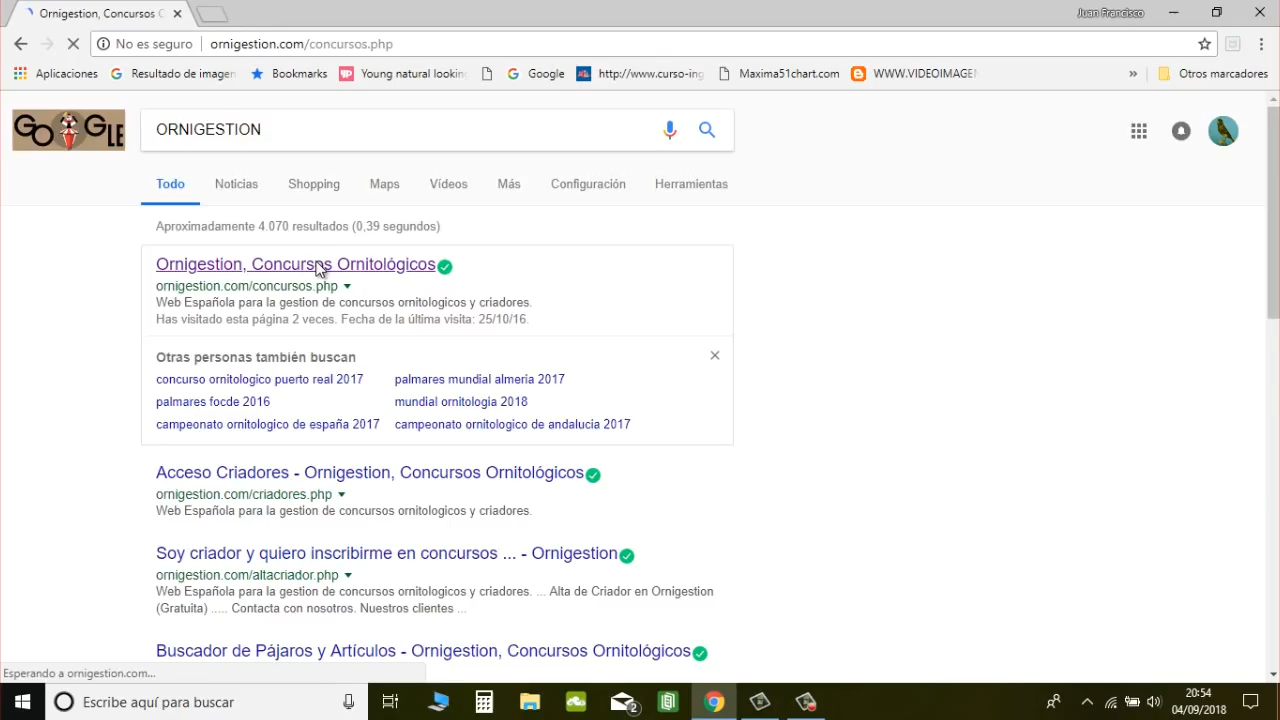 Ornigestion, Concursos O
Juan Francisco
No es seguro
ornigestion.com/concursos.php
Aplicaciones
Resultado de imagen
Bookmarks
Young natural looking
Google
http://www.curso-ing
Maxima51chart.com
WWW.VIDEOIMAGEN
»
Otros marcadores
GOOGLE
ORNIGESTION
Todo
Noticias
Shopping
Maps
Vídeos
Más
Configuración
Herramientas
Aproximadamente 4.070 resultados (0,39 segundos)
Ornigestion, Concursos Ornitológicos
ornigestion.com/concursos.php
Web Española para la gestion de concursos ornitologicos y criadores.
Has visitado esta página 2 veces. Fecha de la última visita: 25/10/16.
Otras personas también buscan
concurso ornitologico puerto real 2017
palmares mundial almeria 2017
palmares focde 2016
mundial ornitologia 2018
campeonato ornitologico de españa 2017
campeonato ornitologico de andalucia 2017
Acceso Criadores - Ornigestion, Concursos Ornitológicos
ornigestion.com/criadores.php
Web Española para la gestion de concursos ornitologicos y criadores.
Soy criador y quiero inscribirme en concursos ... - Ornigestion
ornigestion.com/altacriador.php
Web Española para la gestion de concursos ornitologicos y criadores. ... Alta de Criador en Ornigestion
(Gratuita) ..... Contacta con nosotros. Nuestros clientes ...
Buscador de Pájaros y Artículos - Ornigestion, Concursos Ornitológicos
Esperando a ornigestion.com...
Escribe aquí para buscar
2
20:54
04/09/2018